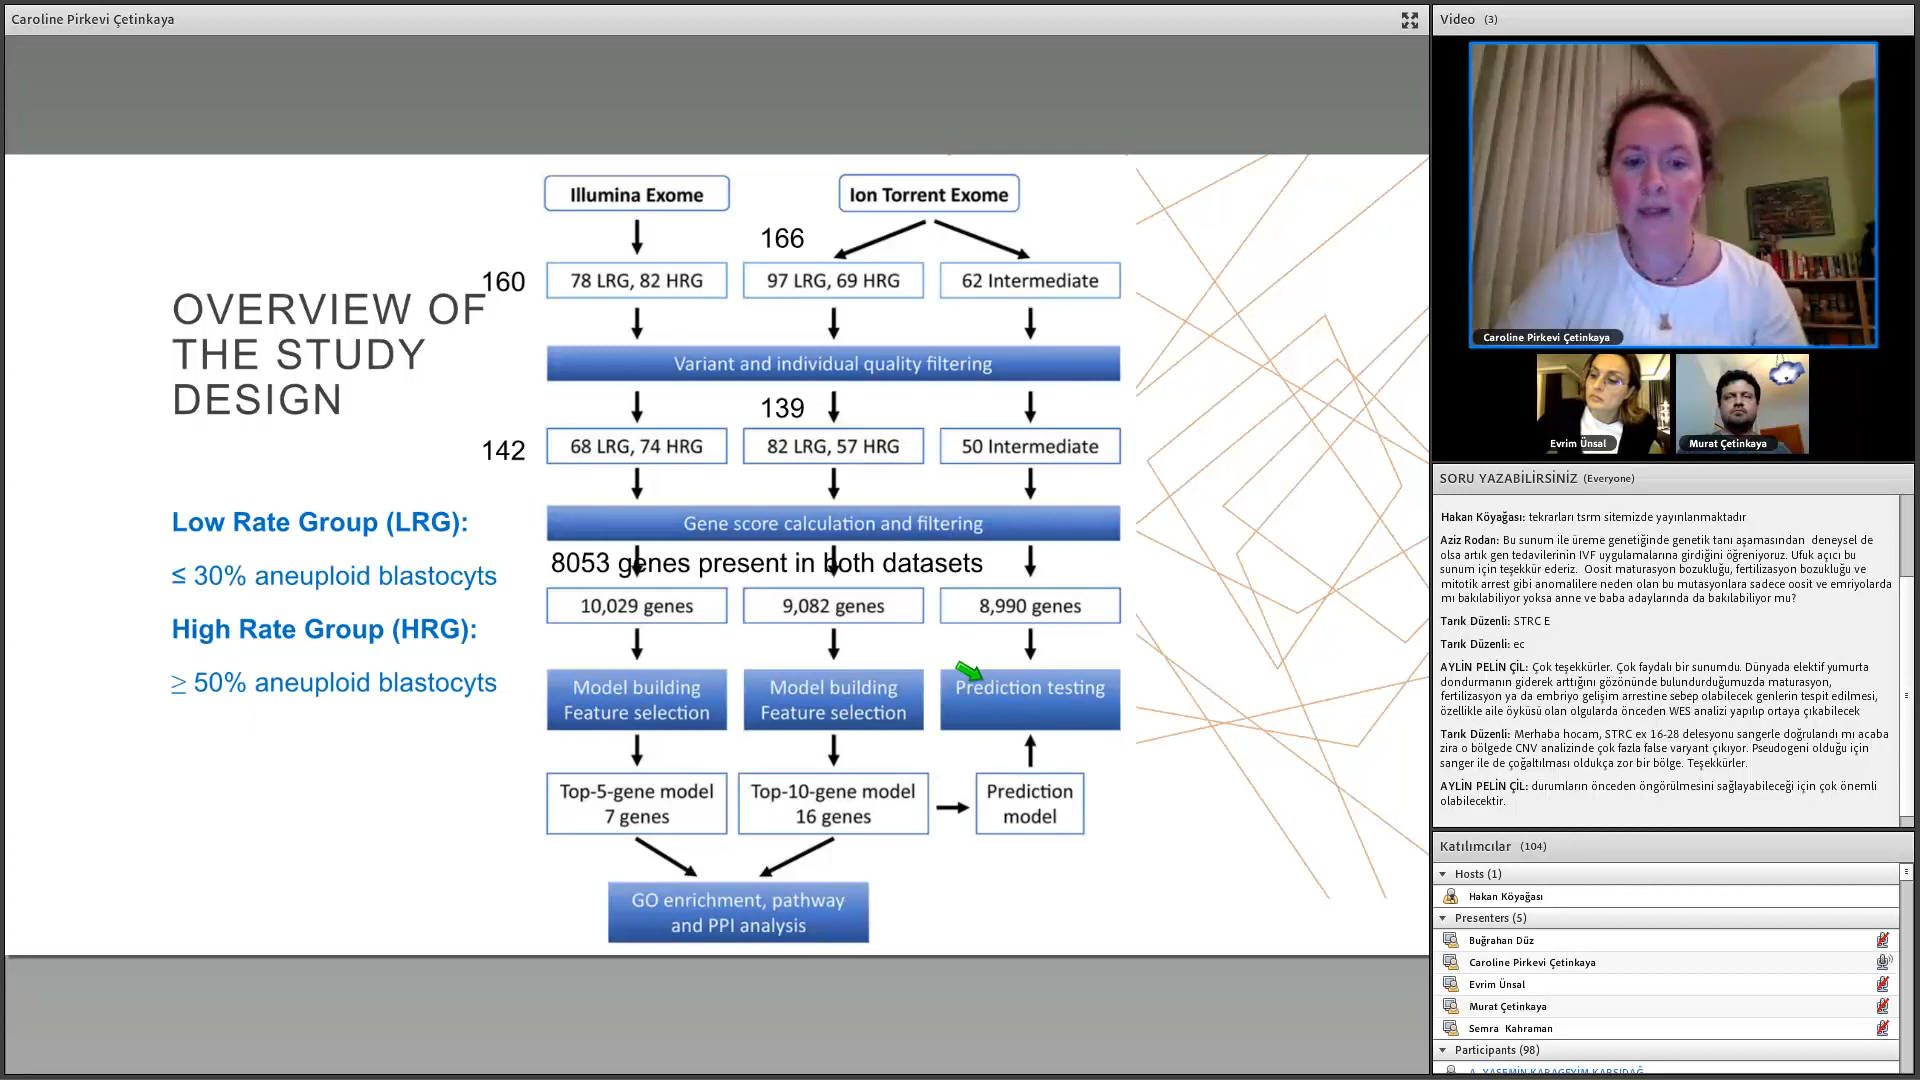 Caroline Pirkevi Çetinkaya
OVERVIEW OF
THE STUDY
DESIGN
Low Rate Group (LRG):
≤ 30% aneuploid blastocyts
High Rate Group (HRG):
≥ 50% aneuploid blastocyts
Illumina Exome
Ion Torrent Exome
166
160
78 LRG, 82 HRG
97 LRG, 69 HRG
62 Intermediate
Variant and individual quality filtering
139
142
68 LRG, 74 HRG
82 LRG, 57 HRG
50 Intermediate
Gene score calculation and filtering
8053 genes present in both datasets
10,029 genes
9,082 genes
8,990 genes
Model building
Feature selection
Model building
Feature selection
Prediction testing
Top-5-gene model
7 genes
Top-10-gene model
16 genes
Prediction
model
GO enrichment, pathway
and PPI analysis
Video (3)
Caroline Pirkevi Çetinkaya
Evrim Ünsal
Murat Çetinkaya
SORU YAZABİLİRSİNİZ (Everyone)
Hakan Köyağası: tekrarları tsrm sitemizde yayınlanmaktadır
Aziz Rodan: Bu sunum ile üreme genetiğinde genetik tanı aşamasından deneysel de
olsa artık gen tedavilerinin IVF uygulamalarına girdiğini öğreniyoruz. Ufuk açıcı bu
sunum için teşekkür ederiz. Oosit maturasyon bozukluğu, fertilizasyon bozukluğu ve
mitotik arrest gibi anomalilere neden olan bu mutasyonlara sadece oosit ve emriyolarda
mı bakılabiliyor yoksa anne ve baba adaylarında da bakılabiliyor mu?
Tarık Düzenli: STRC E
Tarık Düzenli: ec
AYLİN PELİN ÇİL: Çok teşekkürler. Çok faydalı bir sunumdu. Dünyada elektif yumurta
dondurmanın giderek arttığını gözönünde bulundurduğumuzda maturasyon,
fertilizasyon ya da embriyo gelişim arrestine sebep olabilecek genlerin tespit edilmesi,
özellikle aile öyküsü olan olgularda önceden WES analizi yapılıp ortaya çıkabilecek
Tarık Düzenli: Merhaba hocam, STRC ex 16-28 delesyonu sangerle doğrulandı mı acaba
zira o bölgede CNV analizinde çok fazla false varyant çıkıyor. Pseudogeni olduğu için
sanger ile de çoğaltılması oldukça zor bir bölge. Teşekkürler.
AYLİN PELİN ÇİL: durumların önceden öngörülmesini sağlayabileceği için çok önemli
olabilecektir.
Katılımcılar (104)
Hosts (1)
Hakan Köyağası
Presenters (5)
Buğrahan Düz
Caroline Pirkevi Çetinkaya
Evrim Ünsal
Murat Çetinkaya
Semra Kahraman
Participants (98)